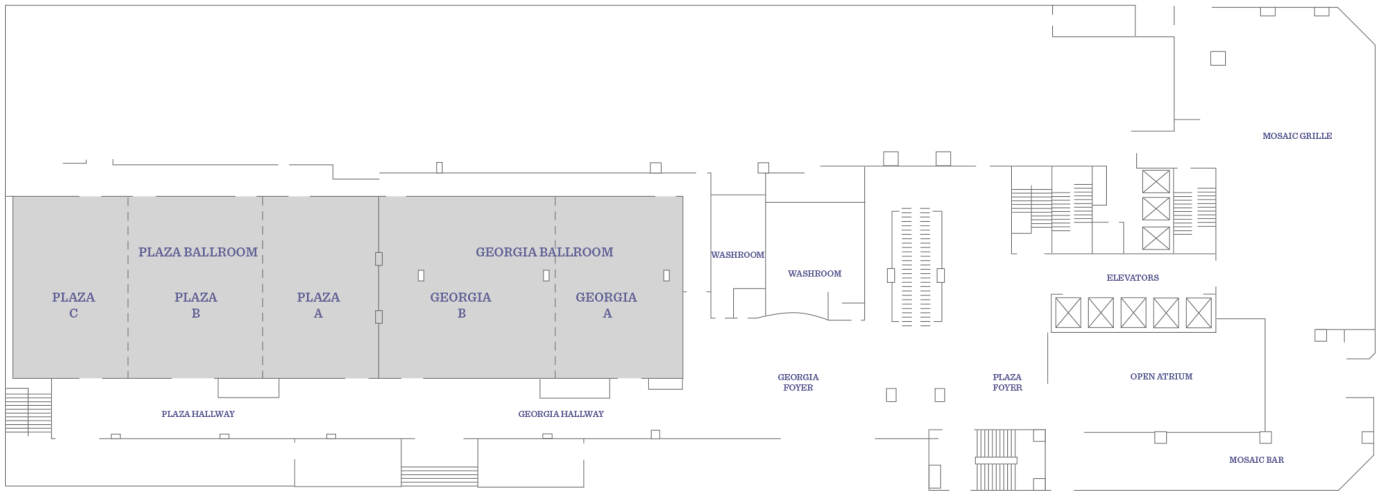 MOSAIC GRILLE
PLAZA BALLROOM
GEORGIA BALLROOM
WASHROOM
WASHROOM
ELEVATORS
PLAZA
C
PLAZA
B
PLAZA
A
GEORGIA
B
GEORGIA
A
GEORGIA
FOYER
PLAZA
FOYER
OPEN ATRIUM
PLAZA HALLWAY
GEORGIA HALLWAY
MOSAIC BAR